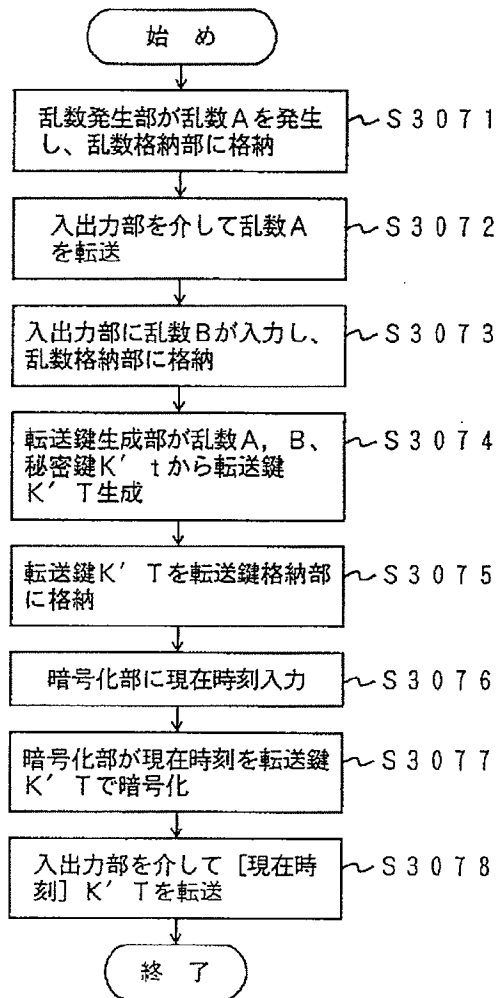 始 め
乱数発生部が乱数Aを発生
し、乱数格納部に格納
S3071
入出力部を介して乱数A
を転送
S3072
入出力部に乱数Bが入力し、
乱数格納部に格納
S3073
転送鍵生成部が乱数A，B、
秘密鍵K′tから転送鍵
K′T生成
S3074
転送鍵K′Tを転送鍵格納部
に格納
S3075
暗号化部に現在時刻入力
S3076
暗号化部が現在時刻を転送鍵
K′Tで暗号化
S3077
入出力部を介して［現在時
刻］K′Tを転送
S3078
終 了